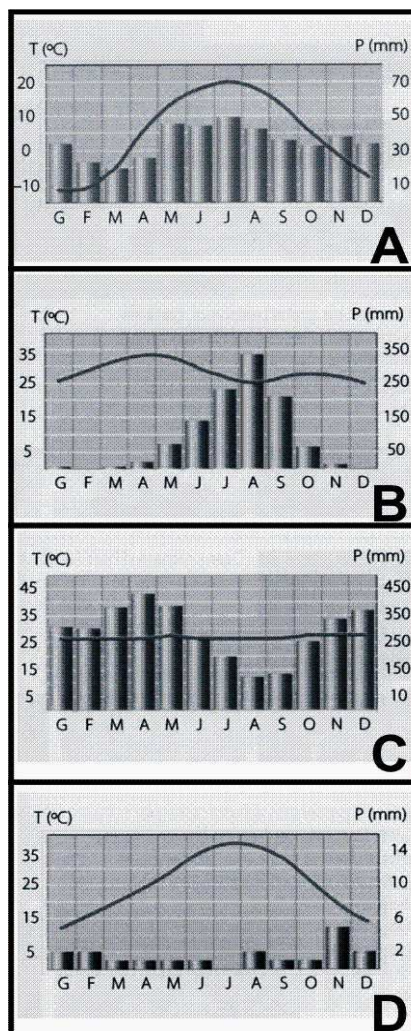 T (°C) P (mm)
20 70
10 50
0 30
–10 10
G F M A M J J A S O N D
A
T (°C) P (mm)
35 350
25 250
15 150
5 50
G F M A M J J A S O N D
B
T (°C) P (mm)
45 450
35 350
25 250
15 150
5 10
G F M A M J J A S O N D
C
T (°C) P (mm)
14
35
25 10
15 6
5 2
G F M A M J J A S O N D
D